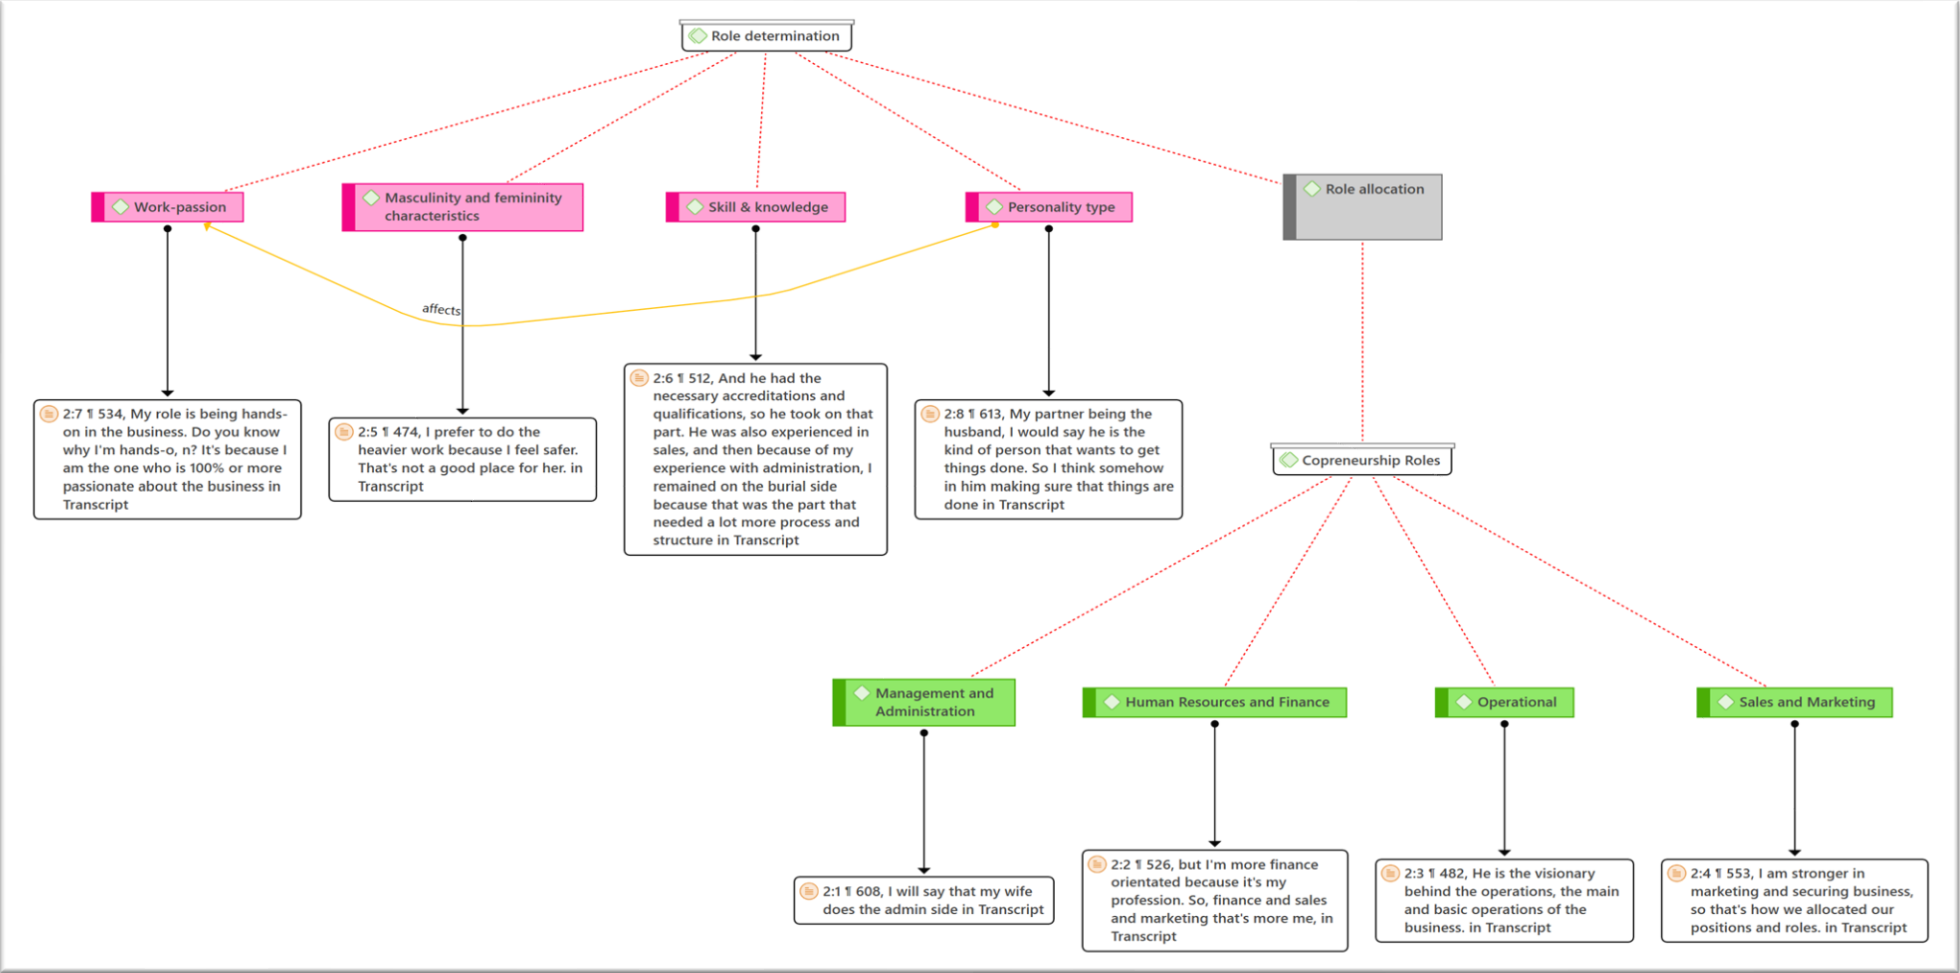 Role determination
Work-passion
Masculinity and femininity
characteristics
Skill & knowledge
Personality type
Role allocation
affects
2:7 ¶ 534, My role is being hands-
on in the business. Do you know
why I'm hands-o, n? It's because I
am the one who is 100% or more
passionate about the business in
Transcript
2:5 ¶ 474, I prefer to do the
heavier work because I feel safer.
That's not a good place for her. in
Transcript
2:6 ¶ 512, And he had the
necessary accreditations and
qualifications, so he took on that
part. He was also experienced in
sales, and then because of my
experience with administration, I
remained on the burial side
because that was the part that
needed a lot more process and
structure in Transcript
2:8 ¶ 613, My partner being the
husband, I would say he is the
kind of person that wants to get
things done. So I think somehow
in him making sure that things are
done in Transcript
Copreneurship Roles
Management and
Administration
Human Resources and Finance
Operational
Sales and Marketing
2:1 ¶ 608, I will say that my wife
does the admin side in Transcript
2:2 ¶ 526, but I'm more finance
orientated because it's my
profession. So, finance and sales
and marketing that's more me, in
Transcript
2:3 ¶ 482, He is the visionary
behind the operations, the main
and basic operations of the
business. in Transcript
2:4 ¶ 553, I am stronger in
marketing and securing business,
so that's how we allocated our
positions and roles. in Transcript